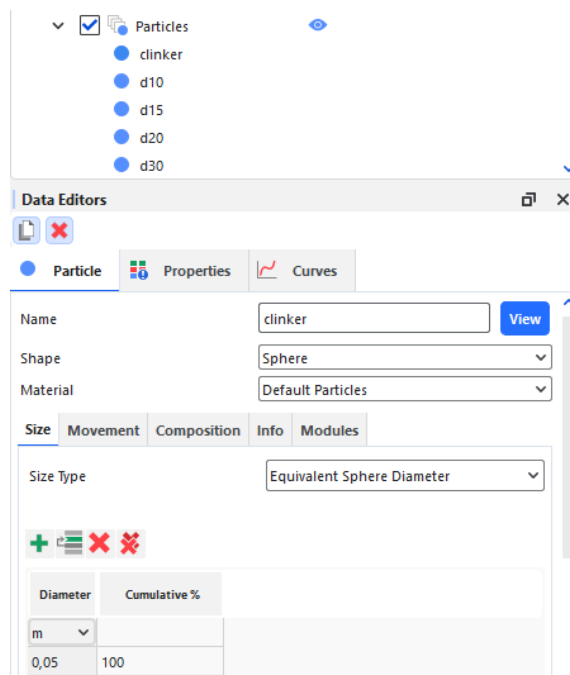 Particles
clinker
d10
d15
d20
d30
Data Editors
Particle Properties Curves
Name clinker View
Shape Sphere
Material Default Particles
Size Movement Composition Info Modules
Size Type Equivalent Sphere Diameter
Diameter Cumulative %
m
0,05 100